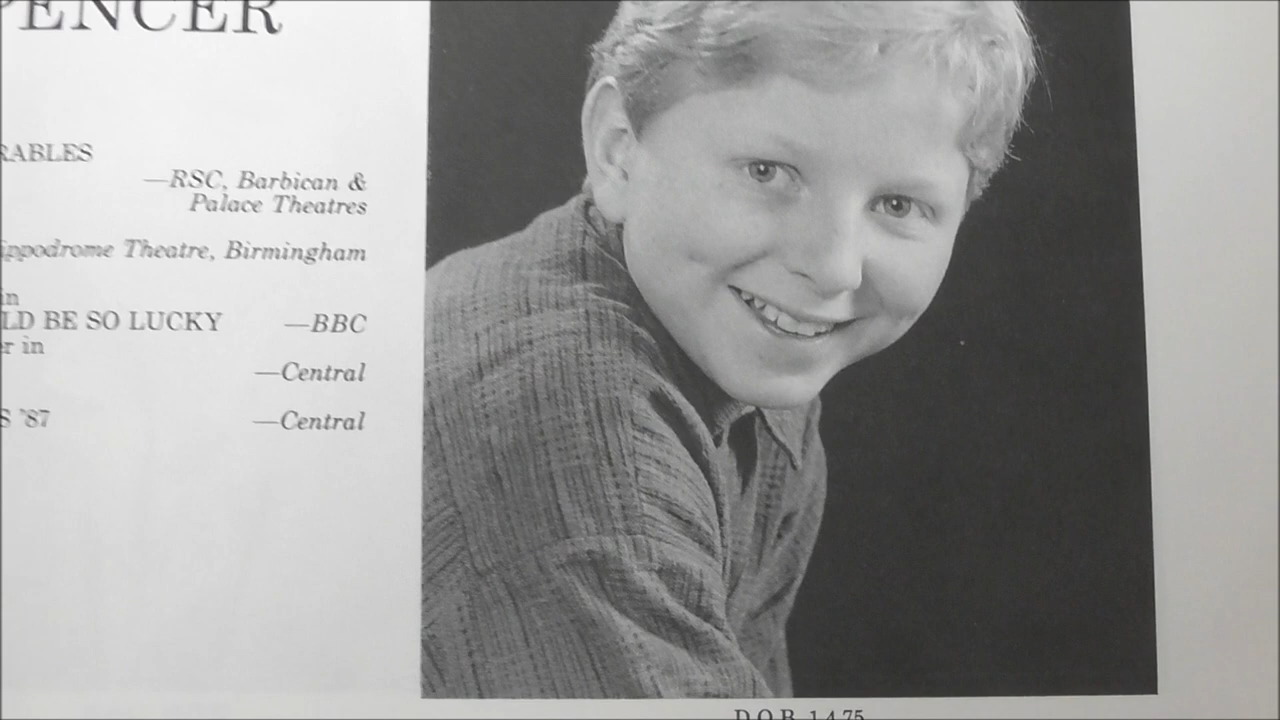 PENCER
RABLES
—RSC, Barbican &
Palace Theatres
ippodrome Theatre, Birmingham
in
LD BE SO LUCKY —BBC
r in
—Central
S '87 —Central
D.O.B. 1.4.75